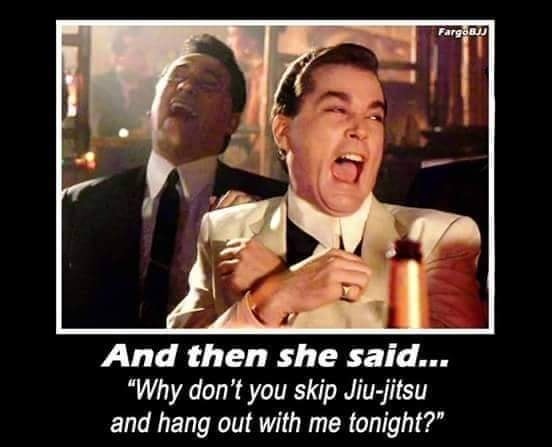 FargoBJJ
And then she said...
“Why don’t you skip Jiu-jitsu
and hang out with me tonight?”